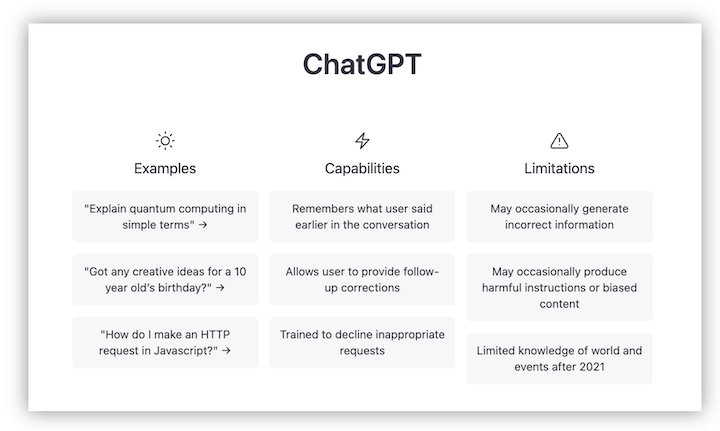 ChatGPT
Examples
"Explain quantum computing in
simple terms" →
"Got any creative ideas for a 10
year old's birthday?" →
"How do I make an HTTP
request in Javascript?" →
Capabilities
Remembers what user said
earlier in the conversation
Allows user to provide follow-
up corrections
Trained to decline inappropriate
requests
Limitations
May occasionally generate
incorrect information
May occasionally produce
harmful instructions or biased
content
Limited knowledge of world and
events after 2021